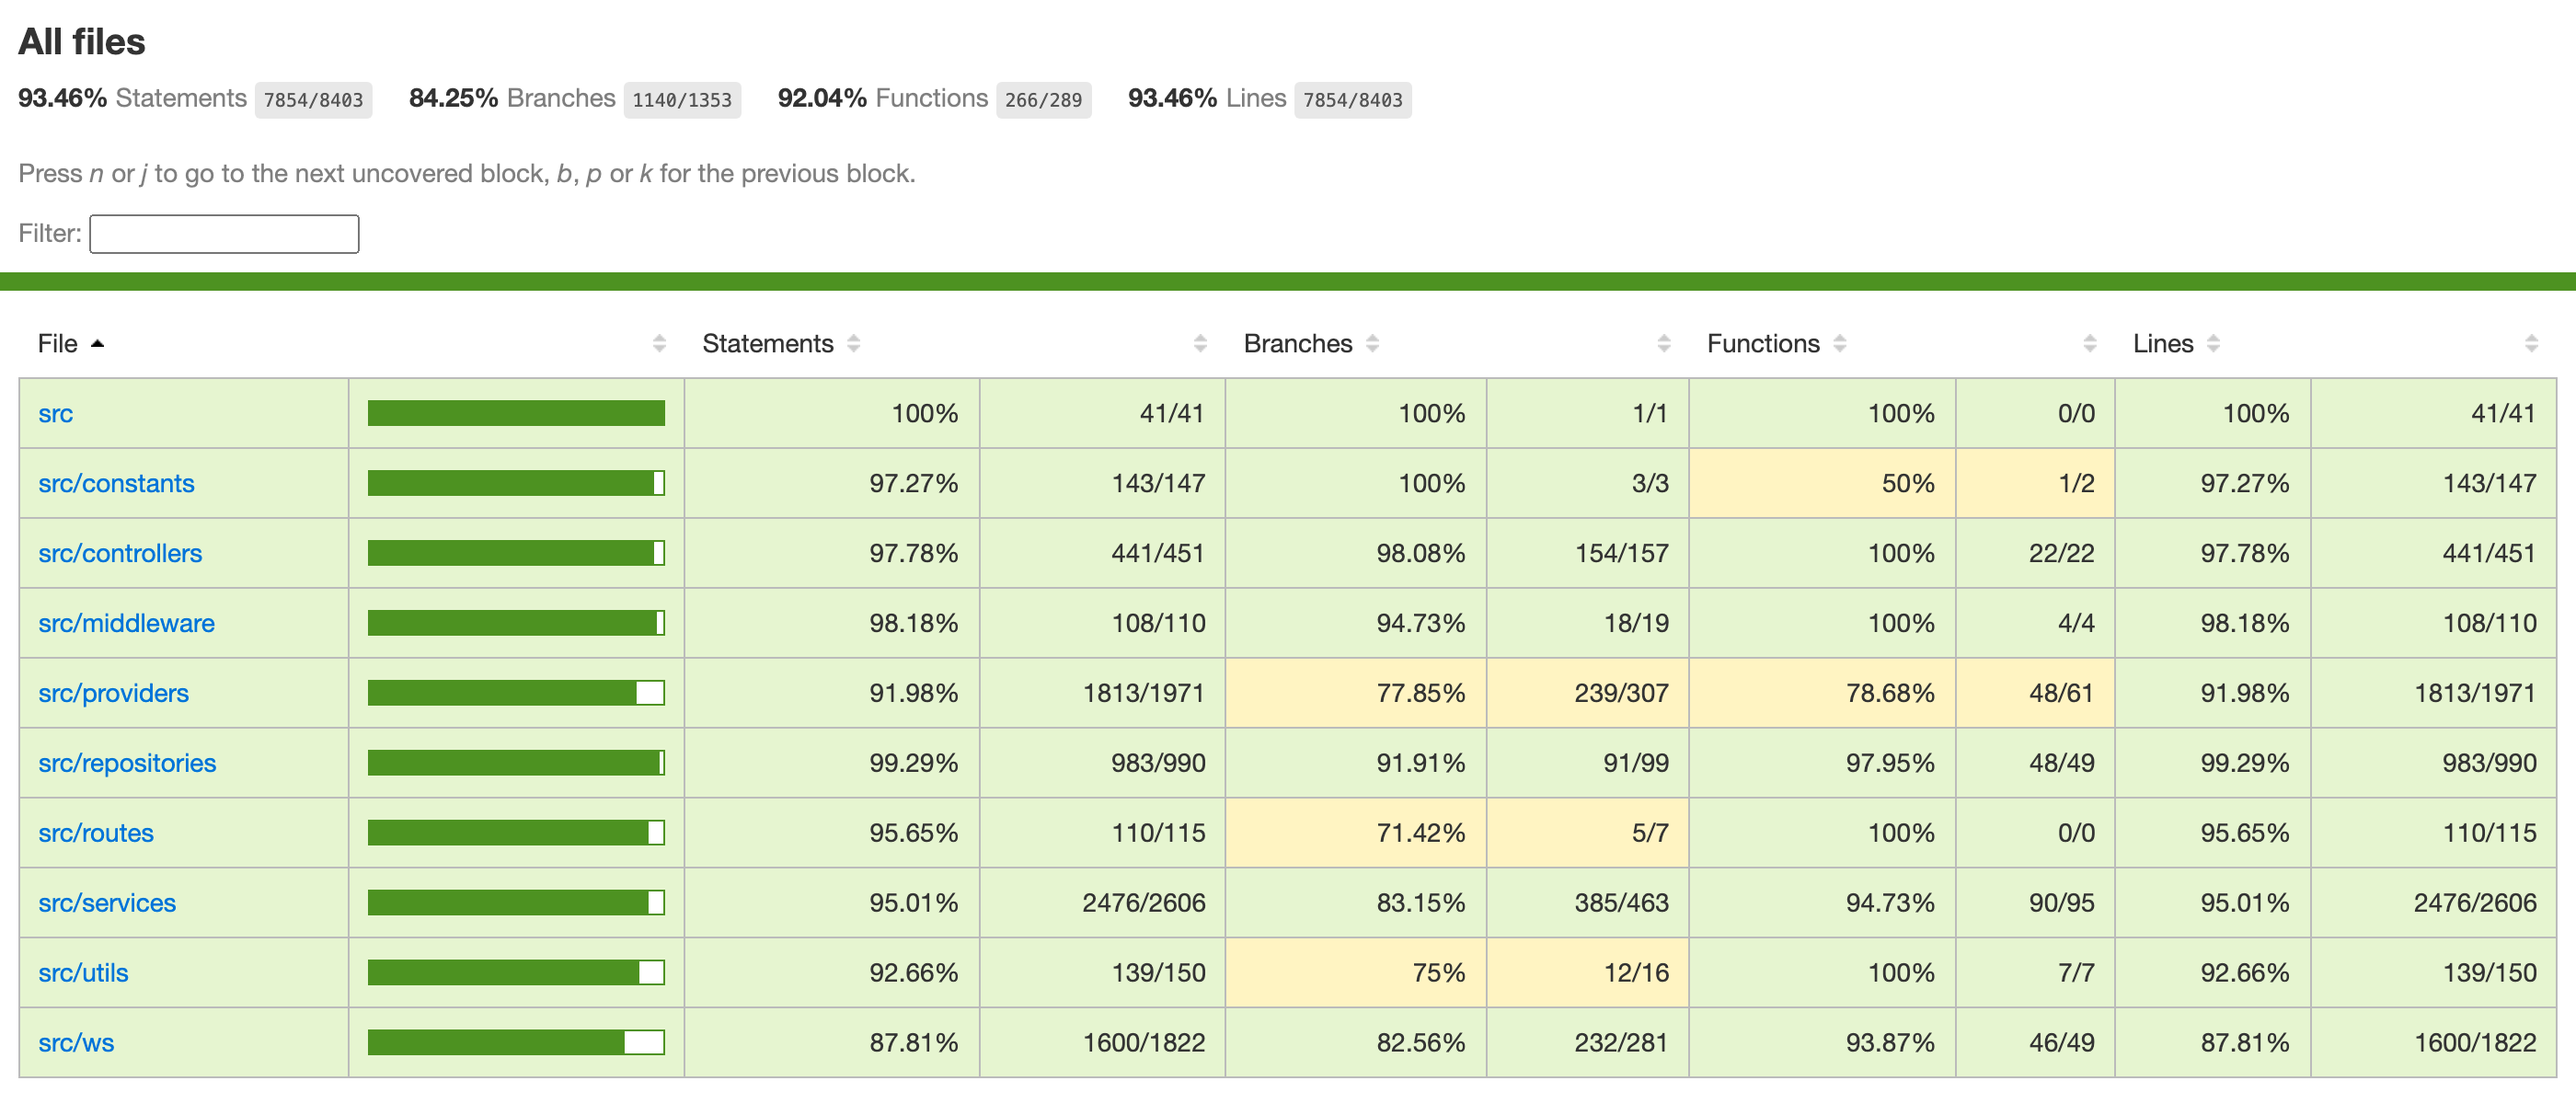 All files
93.46% Statements 7854/8403 84.25% Branches 1140/1353 92.04% Functions 266/289 93.46% Lines 7854/8403
Press n or j to go to the next uncovered block, b, p or k for the previous block.
Filter:
File Statements Branches Functions Lines
src 100% 41/41 100% 1/1 100% 0/0 100% 41/41
src/constants 97.27% 143/147 100% 3/3 50% 1/2 97.27% 143/147
src/controllers 97.78% 441/451 98.08% 154/157 100% 22/22 97.78% 441/451
src/middleware 98.18% 108/110 94.73% 18/19 100% 4/4 98.18% 108/110
src/providers 91.98% 1813/1971 77.85% 239/307 78.68% 48/61 91.98% 1813/1971
src/repositories 99.29% 983/990 91.91% 91/99 97.95% 48/49 99.29% 983/990
src/routes 95.65% 110/115 71.42% 5/7 100% 0/0 95.65% 110/115
src/services 95.01% 2476/2606 83.15% 385/463 94.73% 90/95 95.01% 2476/2606
src/utils 92.66% 139/150 75% 12/16 100% 7/7 92.66% 139/150
src/ws 87.81% 1600/1822 82.56% 232/281 93.87% 46/49 87.81% 1600/1822